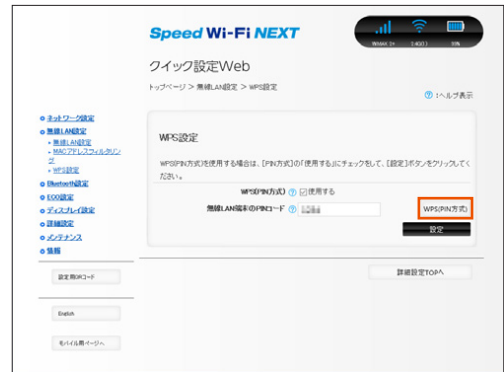 Speed Wi-Fi NEXT
クイック設定Web
トップページ > 無線LAN設定 > WPS設定
?:ヘルプ表示
ネットワーク設定
無線LAN設定
- 無線LAN設定
- MACアドレスフィルタリング
- WPS設定
Bluetooth設定
ECO設定
ディスプレイ設定
詳細設定
メンテナンス
情報
設定用QRコード
English
モバイル用ページへ
WPS設定
WPS(PIN方式)を使用する場合は、[PIN方式]の「使用する」にチェックをして、[設定]ボタンをクリックしてく
ださい。
WPS(PIN方式) ? 使用する
無線LAN端末のPINコード ?
WPS(PIN方式)
設定
詳細設定TOPへ